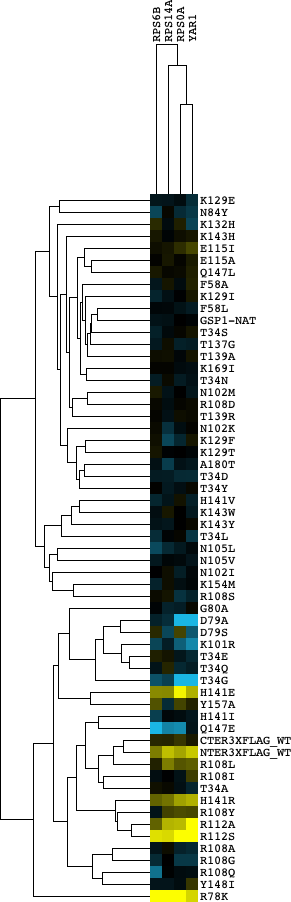 RPS6B
RPS14A
RPS0A
YAR1
K129E
N84Y
K132H
K143H
E115I
E115A
Q147L
F58A
K129I
F58L
GSP1-NAT
T34S
T137G
T139A
K169I
T34N
N102M
R108D
T139R
N102K
K129F
K129T
A180T
T34D
T34Y
H141V
K143W
K143Y
T34L
N105L
N105V
N102I
K154M
R108S
G80A
D79A
D79S
K101R
T34E
T34Q
T34G
H141E
Y157A
H141I
Q147E
CTER3XFLAG_WT
NTER3XFLAG_WT
R108L
R108I
T34A
H141R
R108Y
R112A
R112S
R108A
R108G
R108Q
Y148I
R78K